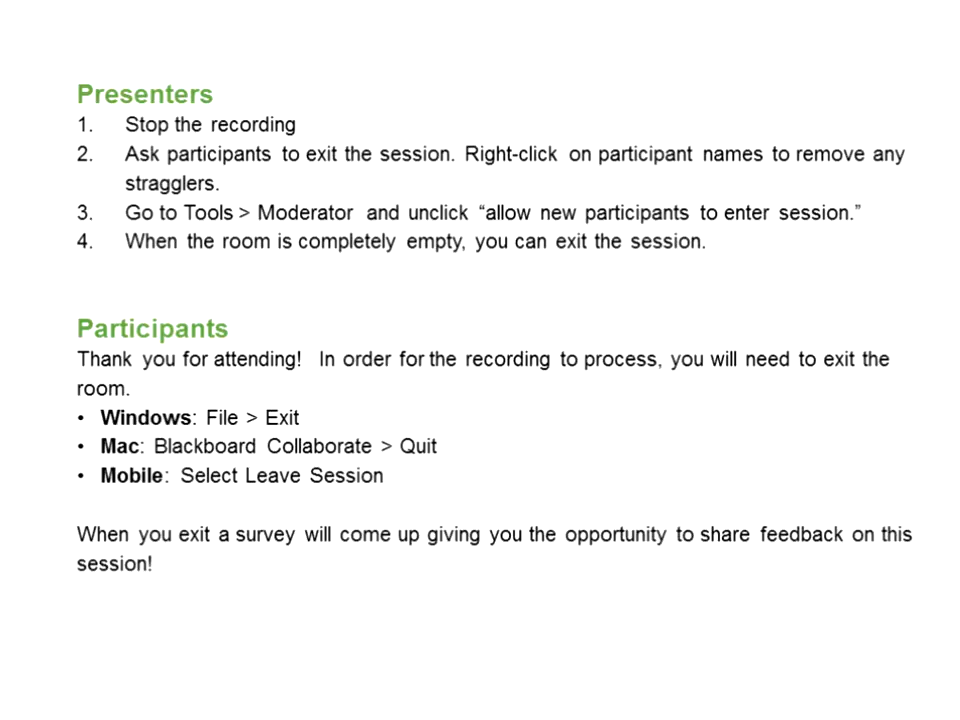 Presenters
1. Stop the recording
2. Ask participants to exit the session. Right-click on participant names to remove any
stragglers.
3. Go to Tools > Moderator and unclick “allow new participants to enter session.”
4. When the room is completely empty, you can exit the session.
Participants
Thank you for attending! In order for the recording to process, you will need to exit the
room.
• Windows: File > Exit
• Mac: Blackboard Collaborate > Quit
• Mobile: Select Leave Session
When you exit a survey will come up giving you the opportunity to share feedback on this
session!